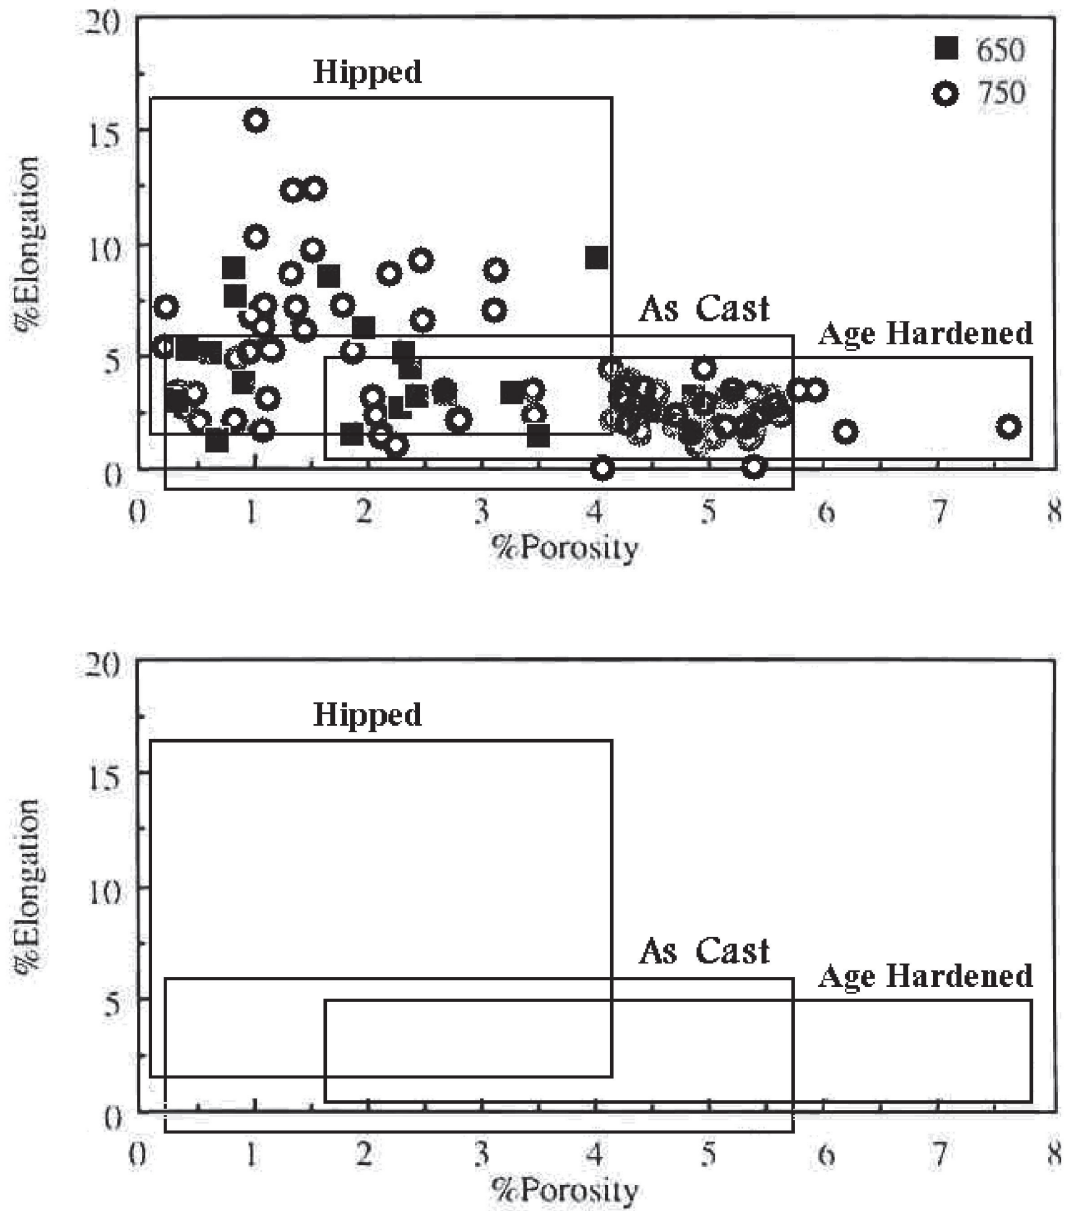 20
Hipped
650
750
15
10
As Cast
Age Hardened
5
0
%Elongation
0 1 2 3 4 5 6 7 8
%Porosity
20
Hipped
15
10
As Cast
Age Hardened
5
0
%Elongation
0 1 2 3 4 5 6 7 8
%Porosity